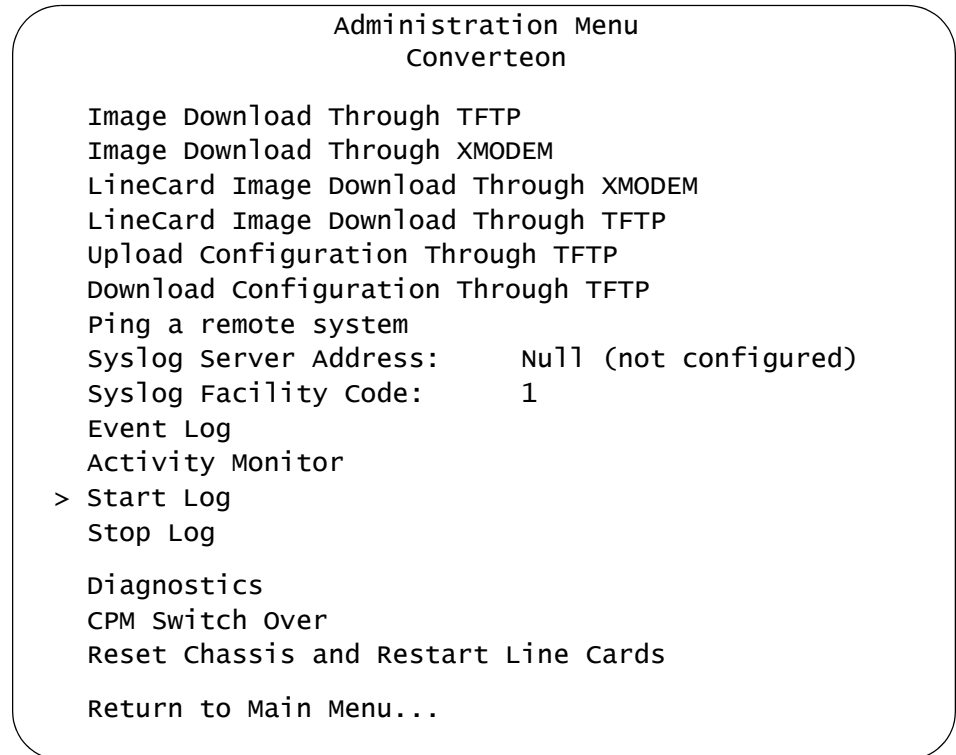 Administration Menu
Converteon
Image Download Through TFTP
Image Download Through XMODEM
LineCard Image Download Through XMODEM
LineCard Image Download Through TFTP
Upload Configuration Through TFTP
Download Configuration Through TFTP
Ping a remote system
Syslog Server Address: Null (not configured)
Syslog Facility Code: 1
Event Log
Activity Monitor
> Start Log
Stop Log
Diagnostics
CPM Switch Over
Reset Chassis and Restart Line Cards
Return to Main Menu...